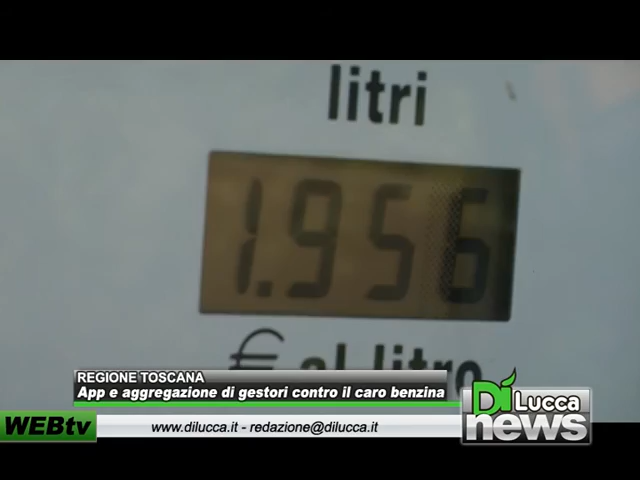 litri
1.956
€ al litro
REGIONE TOSCANA
App e aggregazione di gestori contro il caro benzina
Di Lucca
news
WEBtv
www.dilucca.it - redazione@dilucca.it